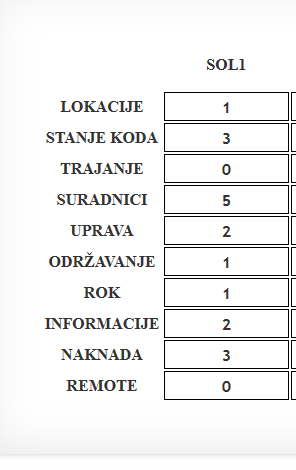 SOL1
LOKACIJE 1
STANJE KODA 3
TRAJANJE 0
SURADNICI 5
UPRAVA 2
ODRŽAVANJE 1
ROK 1
INFORMACIJE 2
NAKNADA 3
REMOTE 0